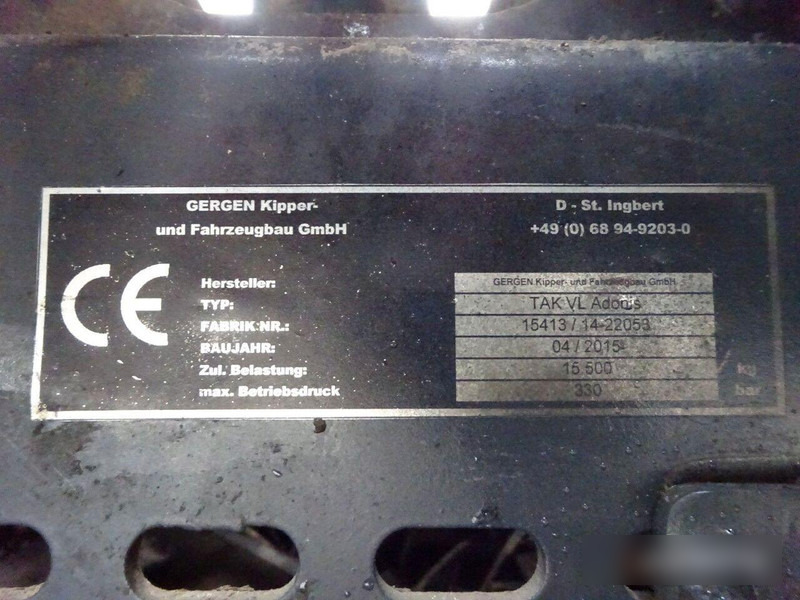 GERGEN Kipper-
und Fahrzeugbau GmbH
D - St. Ingbert
+49 (0) 68 94-9203-0
CE
Hersteller: GERGEN Kipper- und Fahrzeugbau GmbH
TYP: TAK VL Adonis
FABRIK NR.: 15413 / 14-22053
BAUJAHR: 04 / 2015
Zul. Belastung: 15.500 kg
max. Betriebsdruck 330 bar